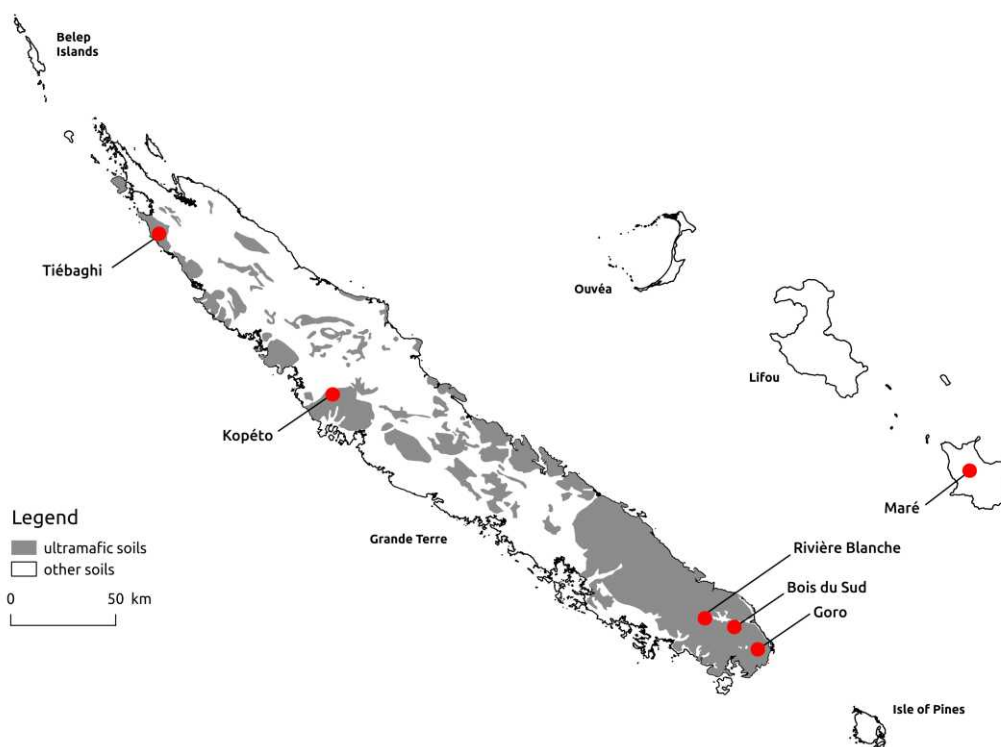 Belep
Islands
Tiébaghi
Ouvéa
Lifou
Kopéto
Maré
Legend
ultramafic soils
other soils
0 50 km
Grande Terre
Rivière Blanche
Bois du Sud
Goro
Isle of Pines